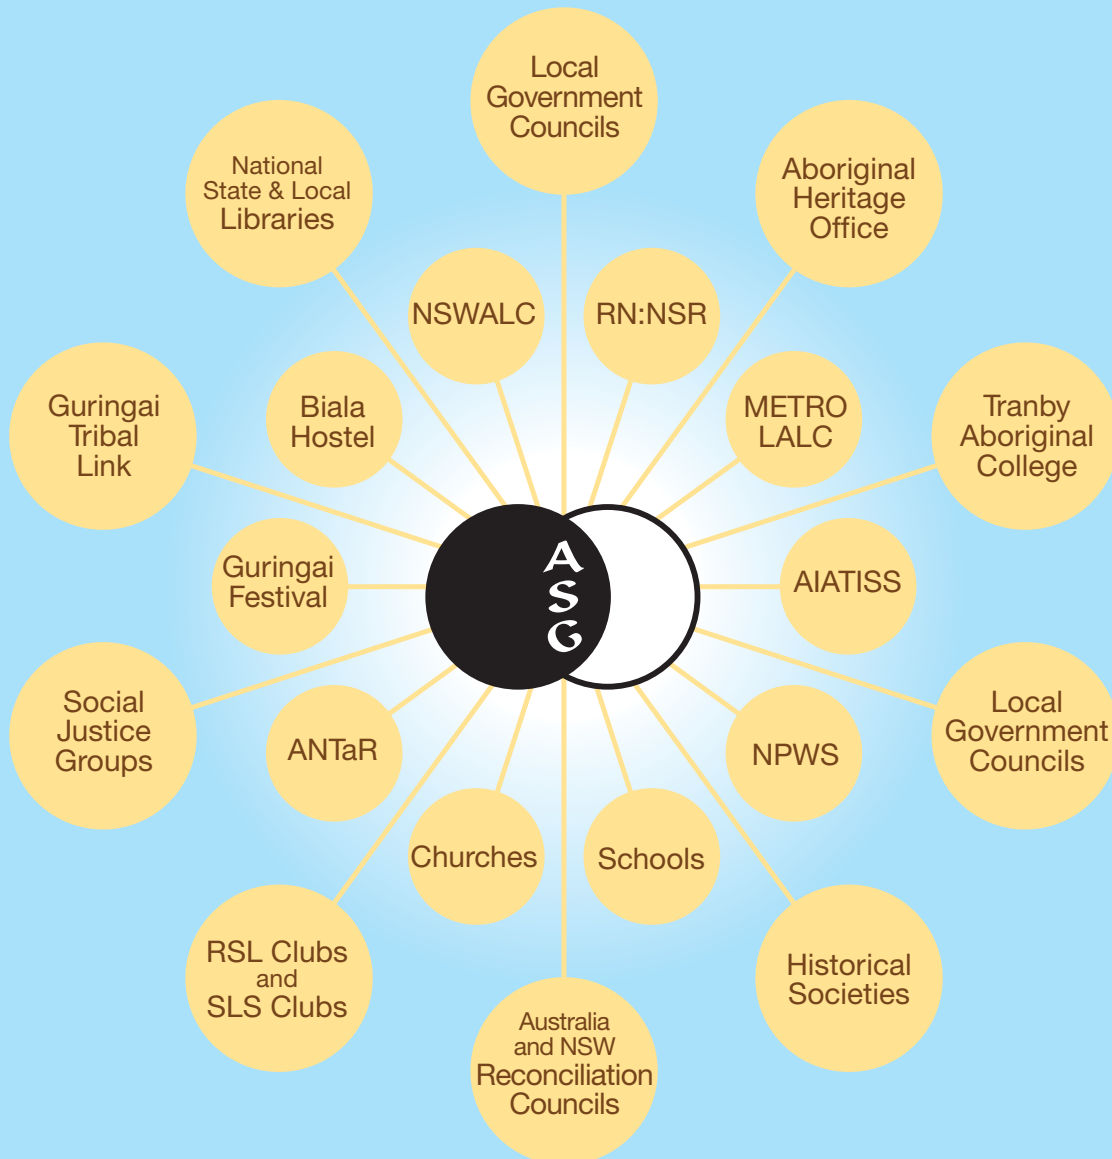 Local
Government
Councils
National
State & Local
Libraries
Aboriginal
Heritage
Office
NSWALC
RN:NSR
Guringai
Tribal
Link
Biala
Hostel
METRO
LALC
Tranby
Aboriginal
College
Guringai
Festival
A
S
G
AIATISS
Social
Justice
Groups
ANTaR
NPWS
Local
Government
Councils
Churches
Schools
RSL Clubs
and
SLS Clubs
Historical
Societies
Australia
and NSW
Reconciliation
Councils